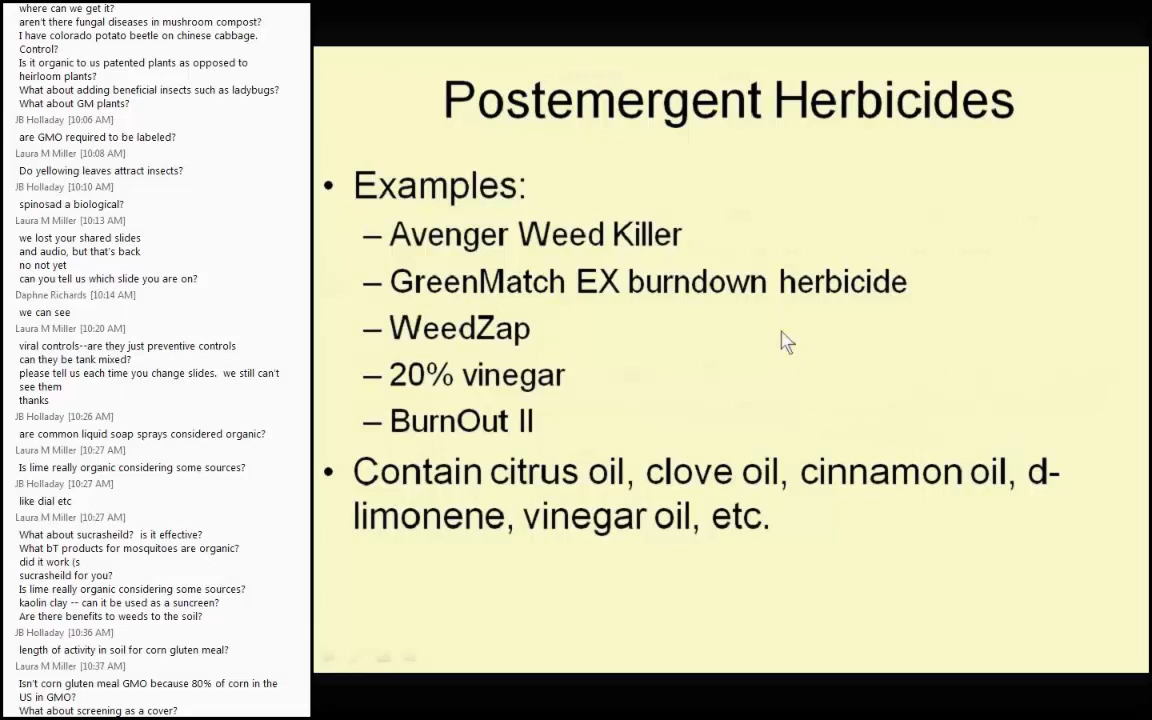 where can we get it?
aren't there fungal diseases in mushroom compost?
I have colorado potato beetle on chinese cabbage.
Control?
Is it organic to us patented plants as opposed to
heirloom plants?
What about adding beneficial insects such as ladybugs?
What about GM plants?
JB Holladay [10:06 AM]
are GMO required to be labeled?
Laura M Miller [10:08 AM]
Do yellowing leaves attract insects?
JB Holladay [10:10 AM]
spinosad a biological?
Laura M Miller [10:13 AM]
we lost your shared slides
and audio, but that's back
no not yet
can you tell us which slide you are on?
Daphne Richards [10:14 AM]
we can see
Laura M Miller [10:20 AM]
viral controls--are they just preventive controls
can they be tank mixed?
please tell us each time you change slides.  we still can't
see them
thanks
JB Holladay [10:26 AM]
are common liquid soap sprays considered organic?
Laura M Miller [10:27 AM]
Is lime really organic considering some sources?
JB Holladay [10:27 AM]
like dial etc
Laura M Miller [10:27 AM]
What about sucrasheild?  is it effective?
What bT products for mosquitoes are organic?
did it work (s
sucrasheild for you?
Is lime really organic considering some sources?
kaolin clay -- can it be used as a suncreen?
Are there benefits to weeds to the soil?
JB Holladay [10:36 AM]
length of activity in soil for corn gluten meal?
Laura M Miller [10:37 AM]
Isn't corn gluten meal GMO because 80% of corn in the
US in GMO?
What about screening as a cover?
Postemergent Herbicides
• Examples:
– Avenger Weed Killer
– GreenMatch EX burndown herbicide
– WeedZap
– 20% vinegar
– BurnOut II
• Contain citrus oil, clove oil, cinnamon oil, d-
limonene, vinegar oil, etc.